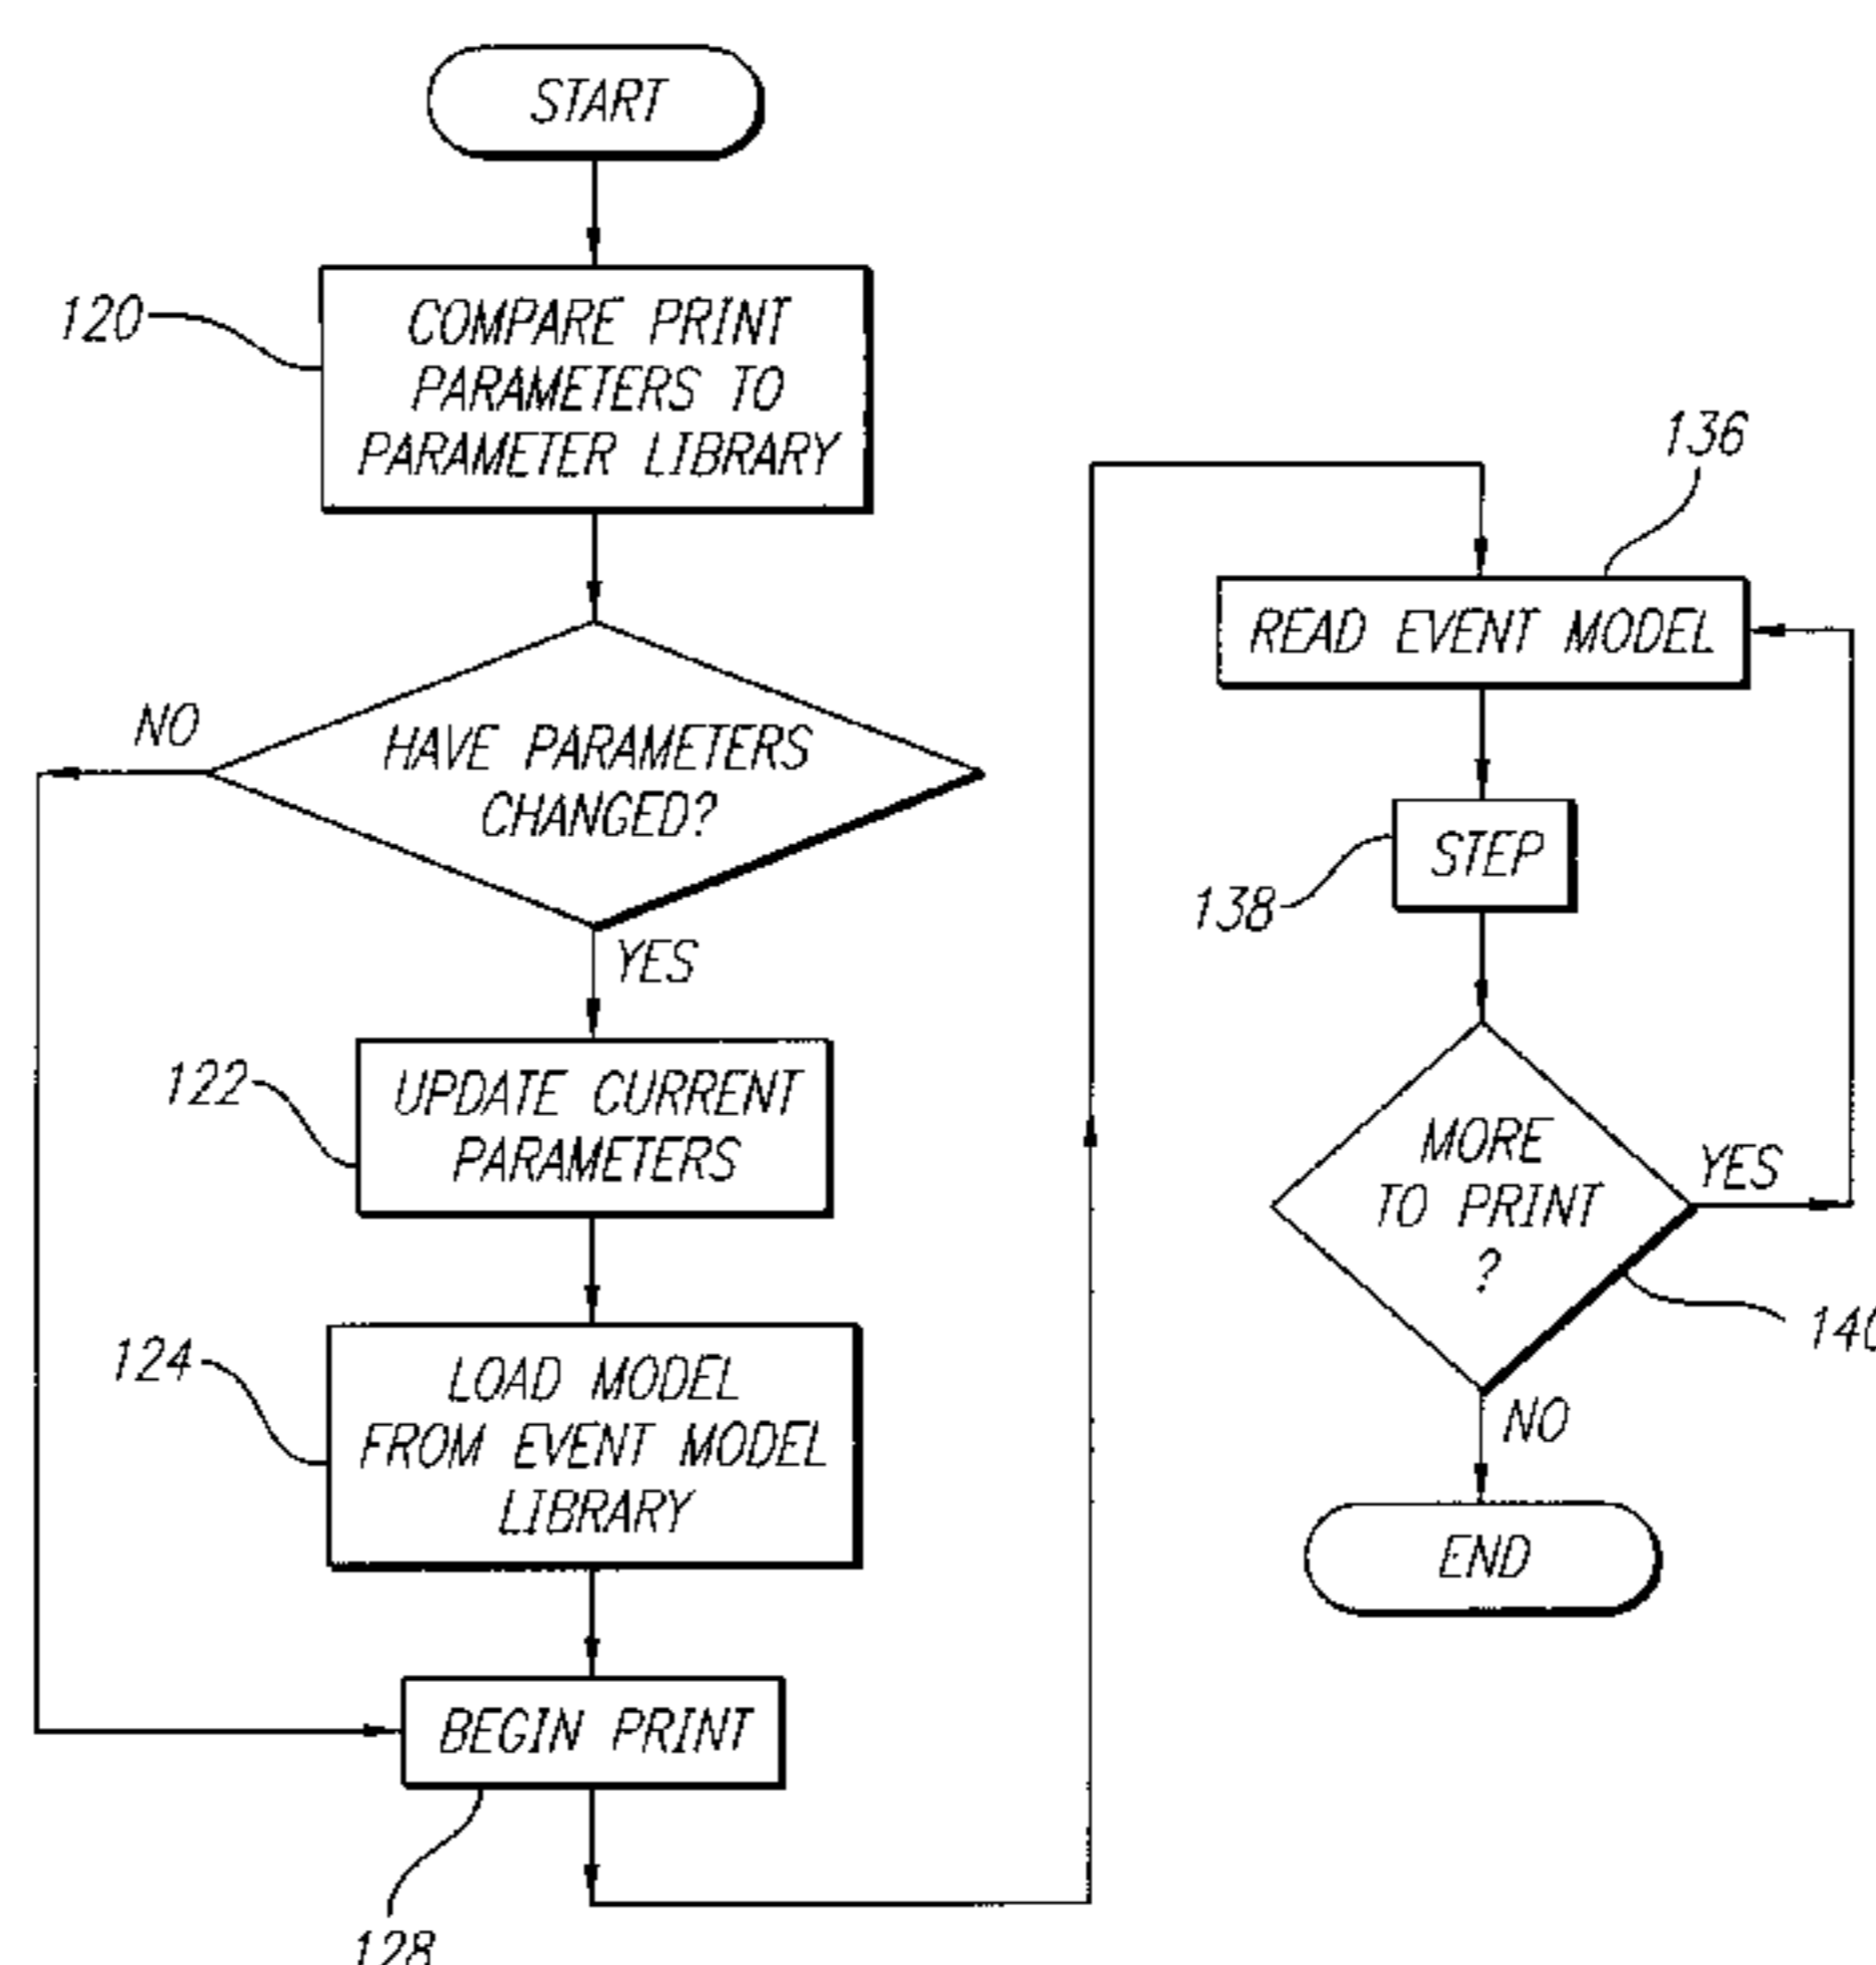 START
120
COMPARE PRINT
PARAMETERS TO
PARAMETER LIBRARY
NO
HAVE PARAMETERS
CHANGED?
YES
122
UPDATE CURRENT
PARAMETERS
124
LOAD MODEL
FROM EVENT MODEL
LIBRARY
BEGIN PRINT
128
136
READ EVENT MODEL
138
STEP
MORE
TO PRINT
?
YES
140
NO
END